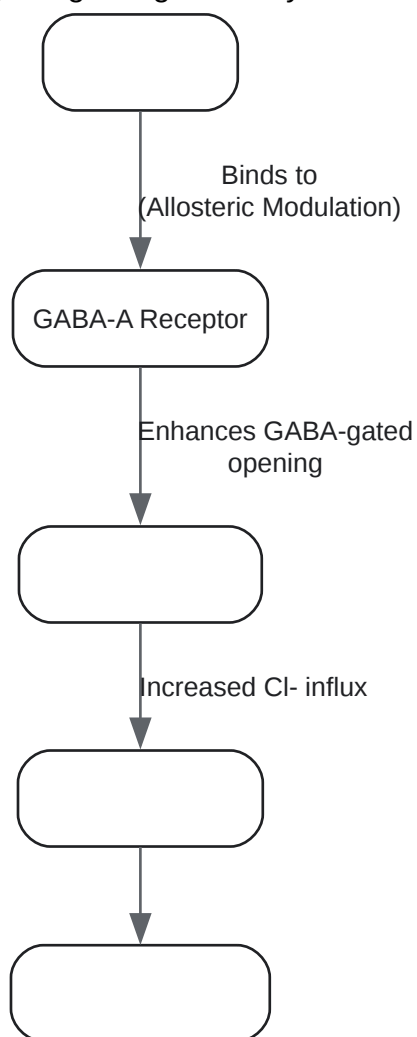 Binds to
(Allosteric Modulation)
GABA-A Receptor
Enhances GABA-gated
opening
Increased Cl- influx